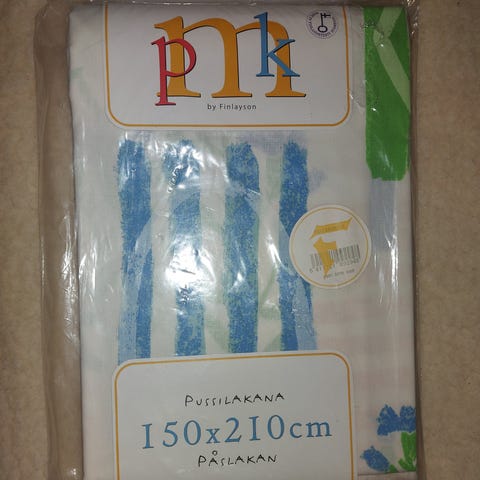 pmk
by Finlayson
PUSSILAKANA
150x210cm
PÅSLAKAN